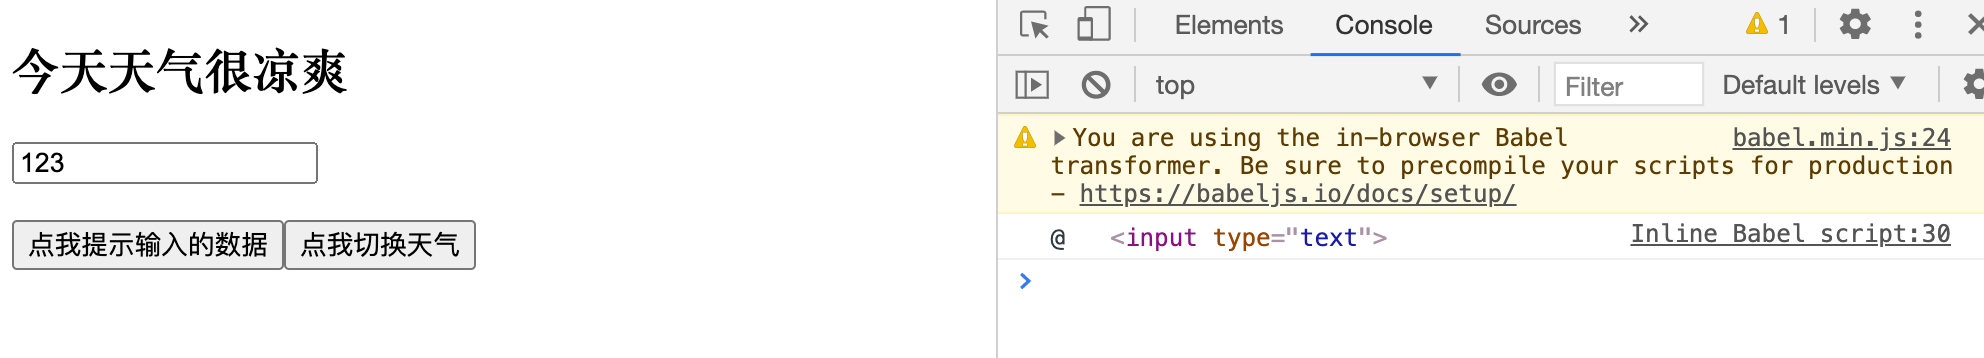 今天天气很凉爽
123
点我提示输入的数据 点我切换天气
Elements Console Sources 1
top Filter Default levels
You are using the in-browser Babel babel.min.js:24
transformer. Be sure to precompile your scripts for production
- https://babeljs.io/docs/setup/
@ <input type="text"> Inline Babel script:30